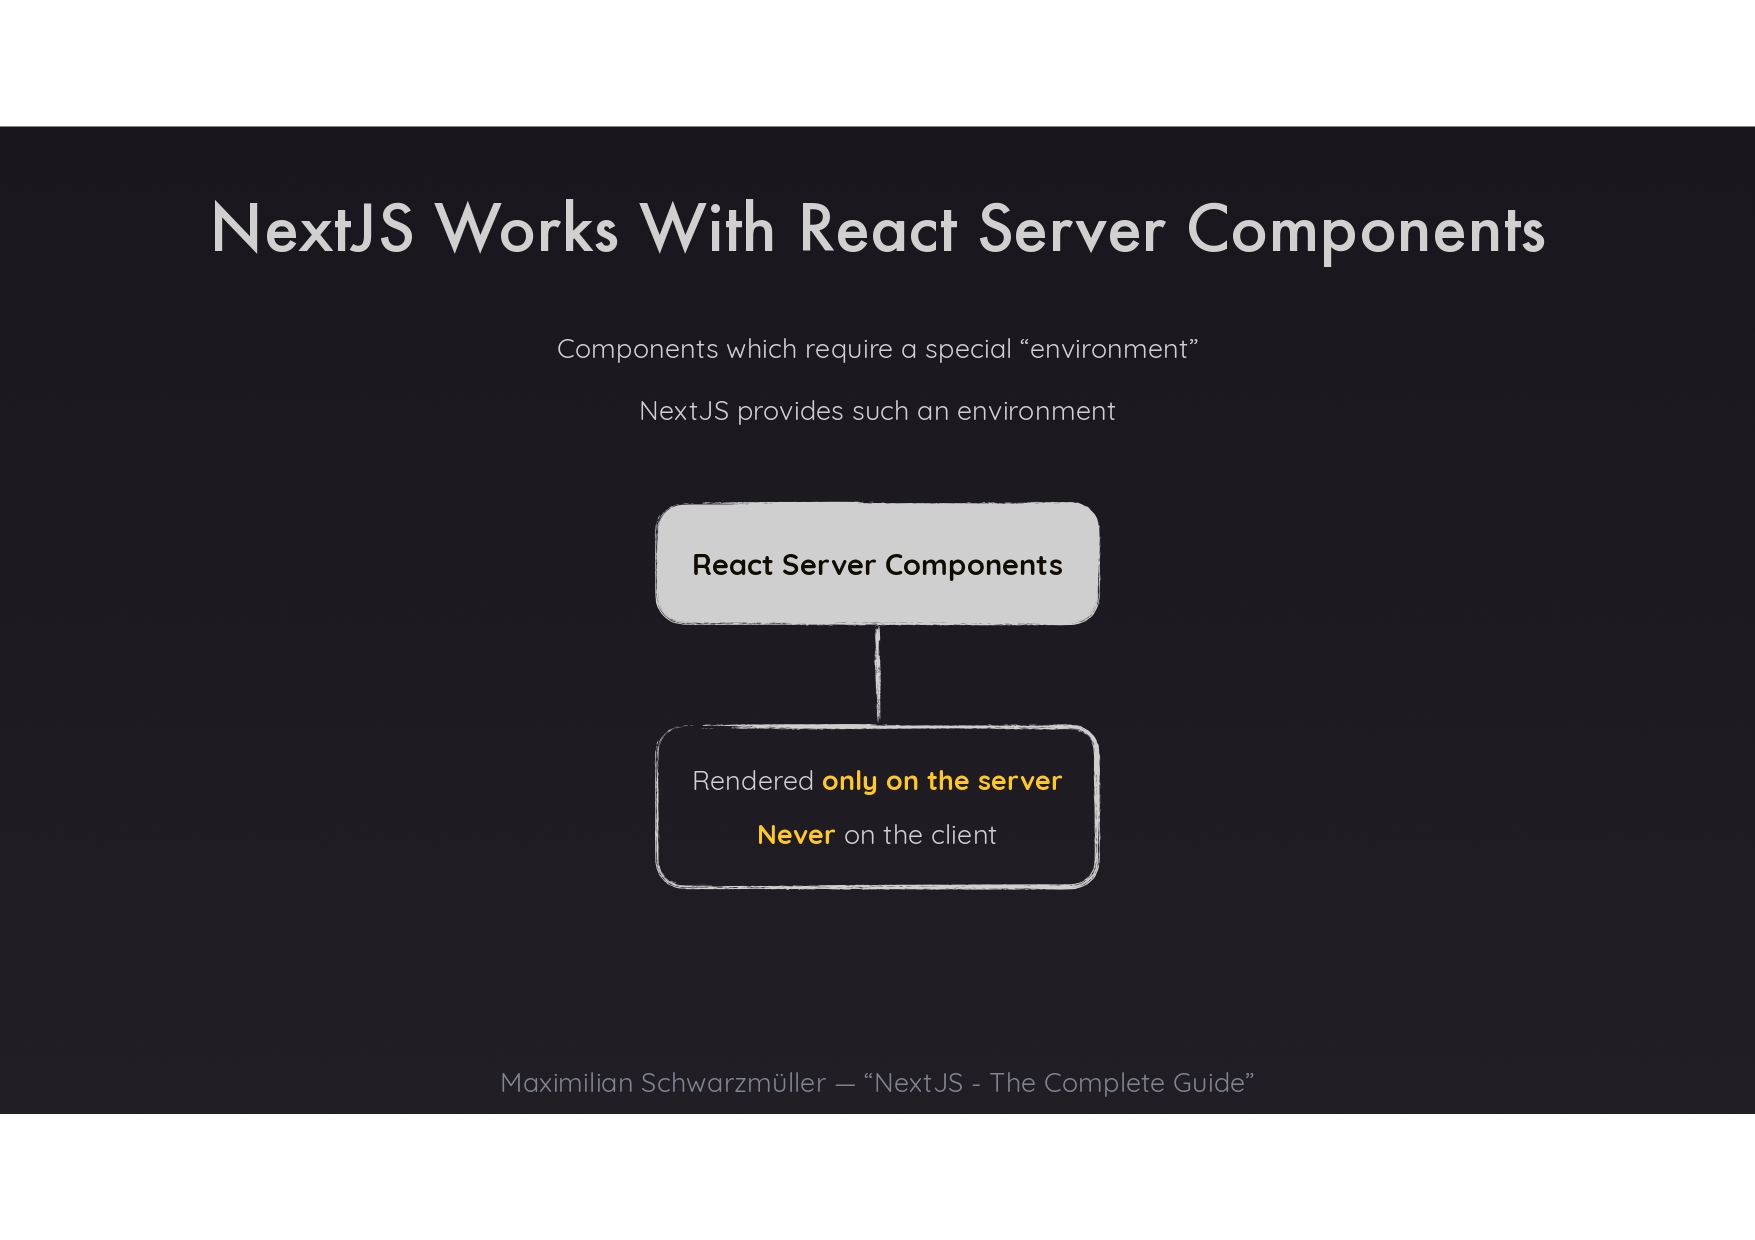 NextJS Works With React Server Components
Components which require a special “environment”
NextJS provides such an environment
React Server Components
Rendered only on the server
Never on the client
Maximilian Schwarzmüller — “NextJS - The Complete Guide”